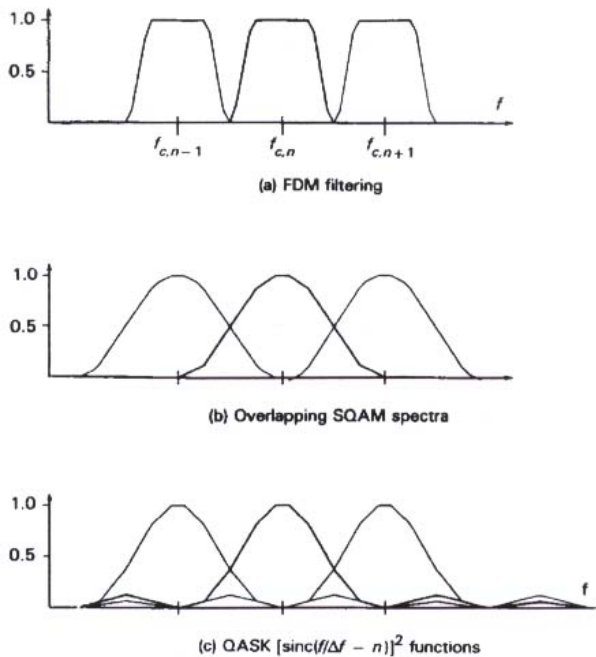 1.0
0.5
f
f_{c,n-1} f_{c,n} f_{c,n+1}
(a) FDM filtering
1.0
0.5
(b) Overlapping SQAM spectra
1.0
0.5
f
(c) QASK [sinc(f/Δf − n)]² functions